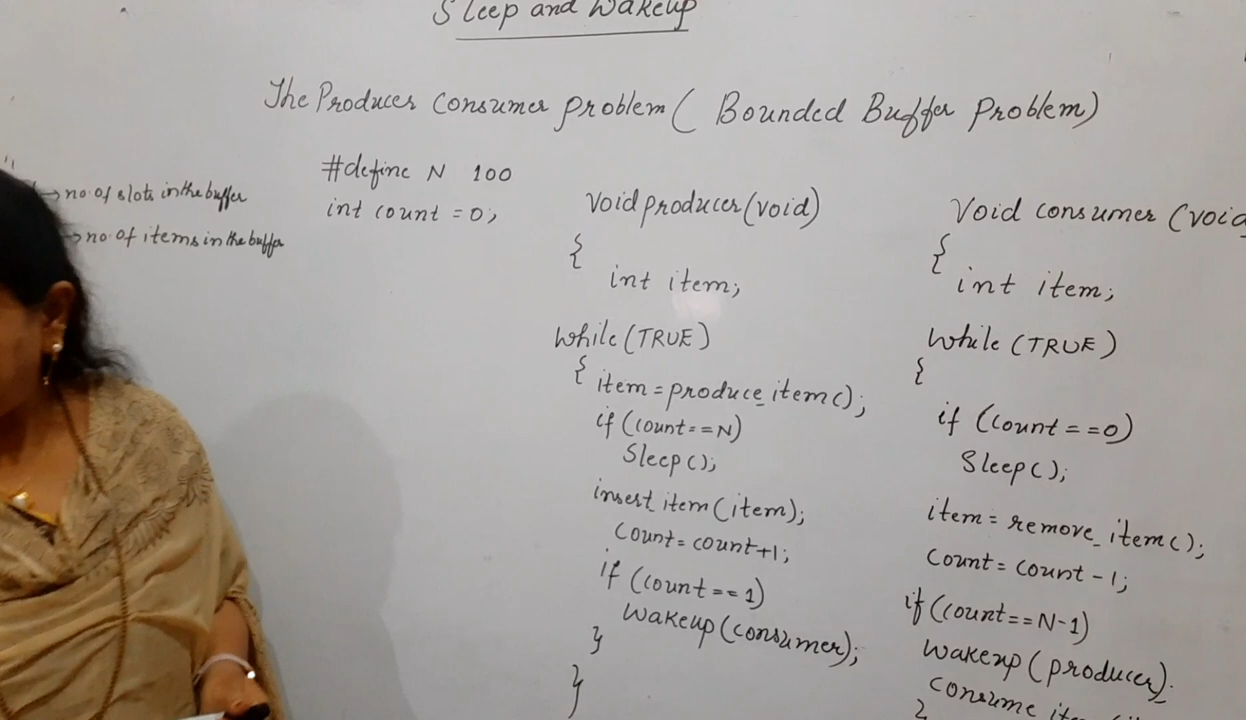 Sleep and Wakeup
The Producer Consumer problem ( Bounded Buffer Problem)
#define N 100
→ no. of slots in the buffer
int count = 0;
→ no. of items in the buffer
void producer(void)
{
int item;
while (TRUE)
{ item = produce_item();
if (count == N)
Sleep();
insert item (item);
Count = count+1;
if (count == 1)
Wakeup (consumer);
}
}
Void consumer (void
{
int item;
while (TRUE)
{
if (count == 0)
Sleep();
item = remove_item();
Count = count - 1;
if (count == N-1)
Wakeup (producer).
consume
}